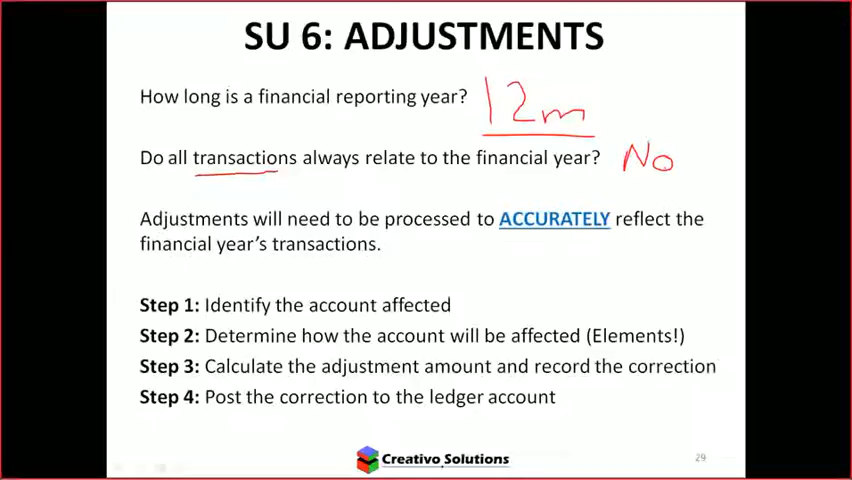 SU 6: ADJUSTMENTS
How long is a financial reporting year? 12m
Do all transactions always relate to the financial year? No
Adjustments will need to be processed to ACCURATELY reflect the
financial year’s transactions.
Step 1: Identify the account affected
Step 2: Determine how the account will be affected (Elements!)
Step 3: Calculate the adjustment amount and record the correction
Step 4: Post the correction to the ledger account
Creativo Solutions
29